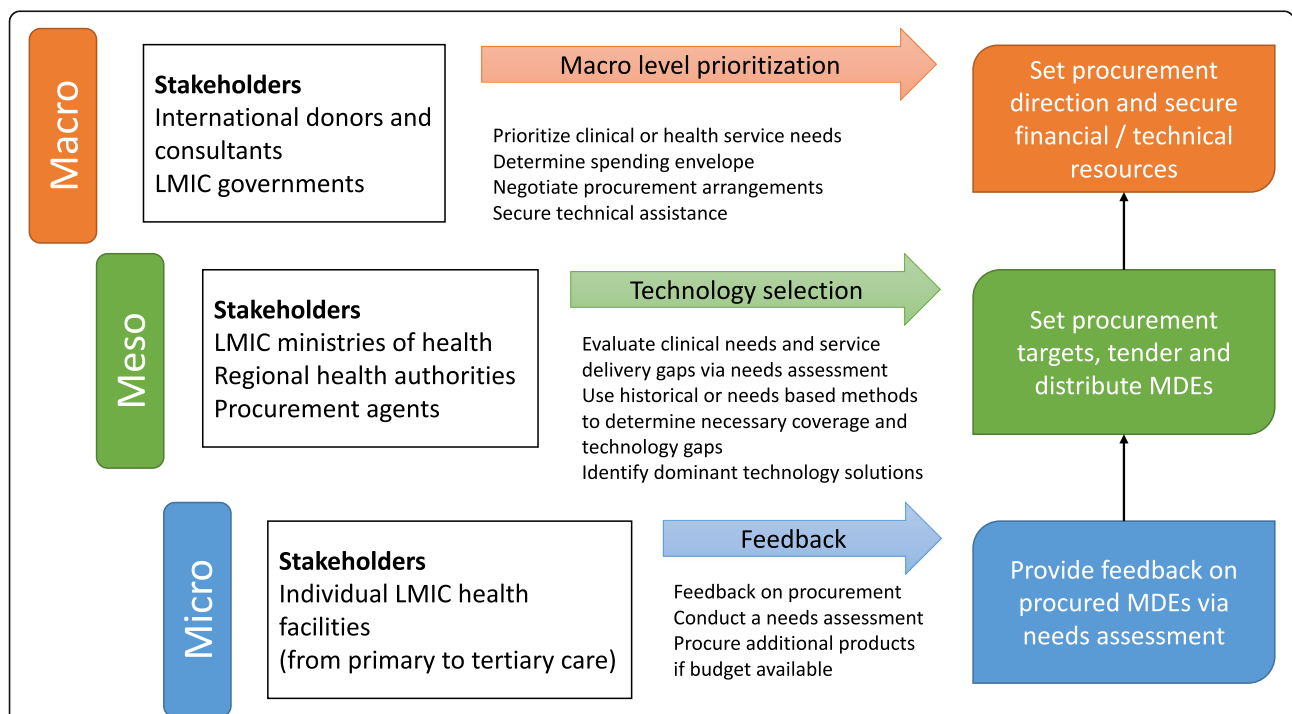 Macro
Stakeholders
International donors and
consultants
LMIC governments
Macro level prioritization
Prioritize clinical or health service needs
Determine spending envelope
Negotiate procurement arrangements
Secure technical assistance
Set procurement
direction and secure
financial / technical
resources
Meso
Stakeholders
LMIC ministries of health
Regional health authorities
Procurement agents
Technology selection
Evaluate clinical needs and service
delivery gaps via needs assessment
Use historical or needs based methods
to determine necessary coverage and
technology gaps
Identify dominant technology solutions
Set procurement
targets, tender and
distribute MDEs
Micro
Stakeholders
Individual LMIC health
facilities
(from primary to tertiary care)
Feedback
Feedback on procurement
Conduct a needs assessment
Procure additional products
if budget available
Provide feedback on
procured MDEs via
needs assessment